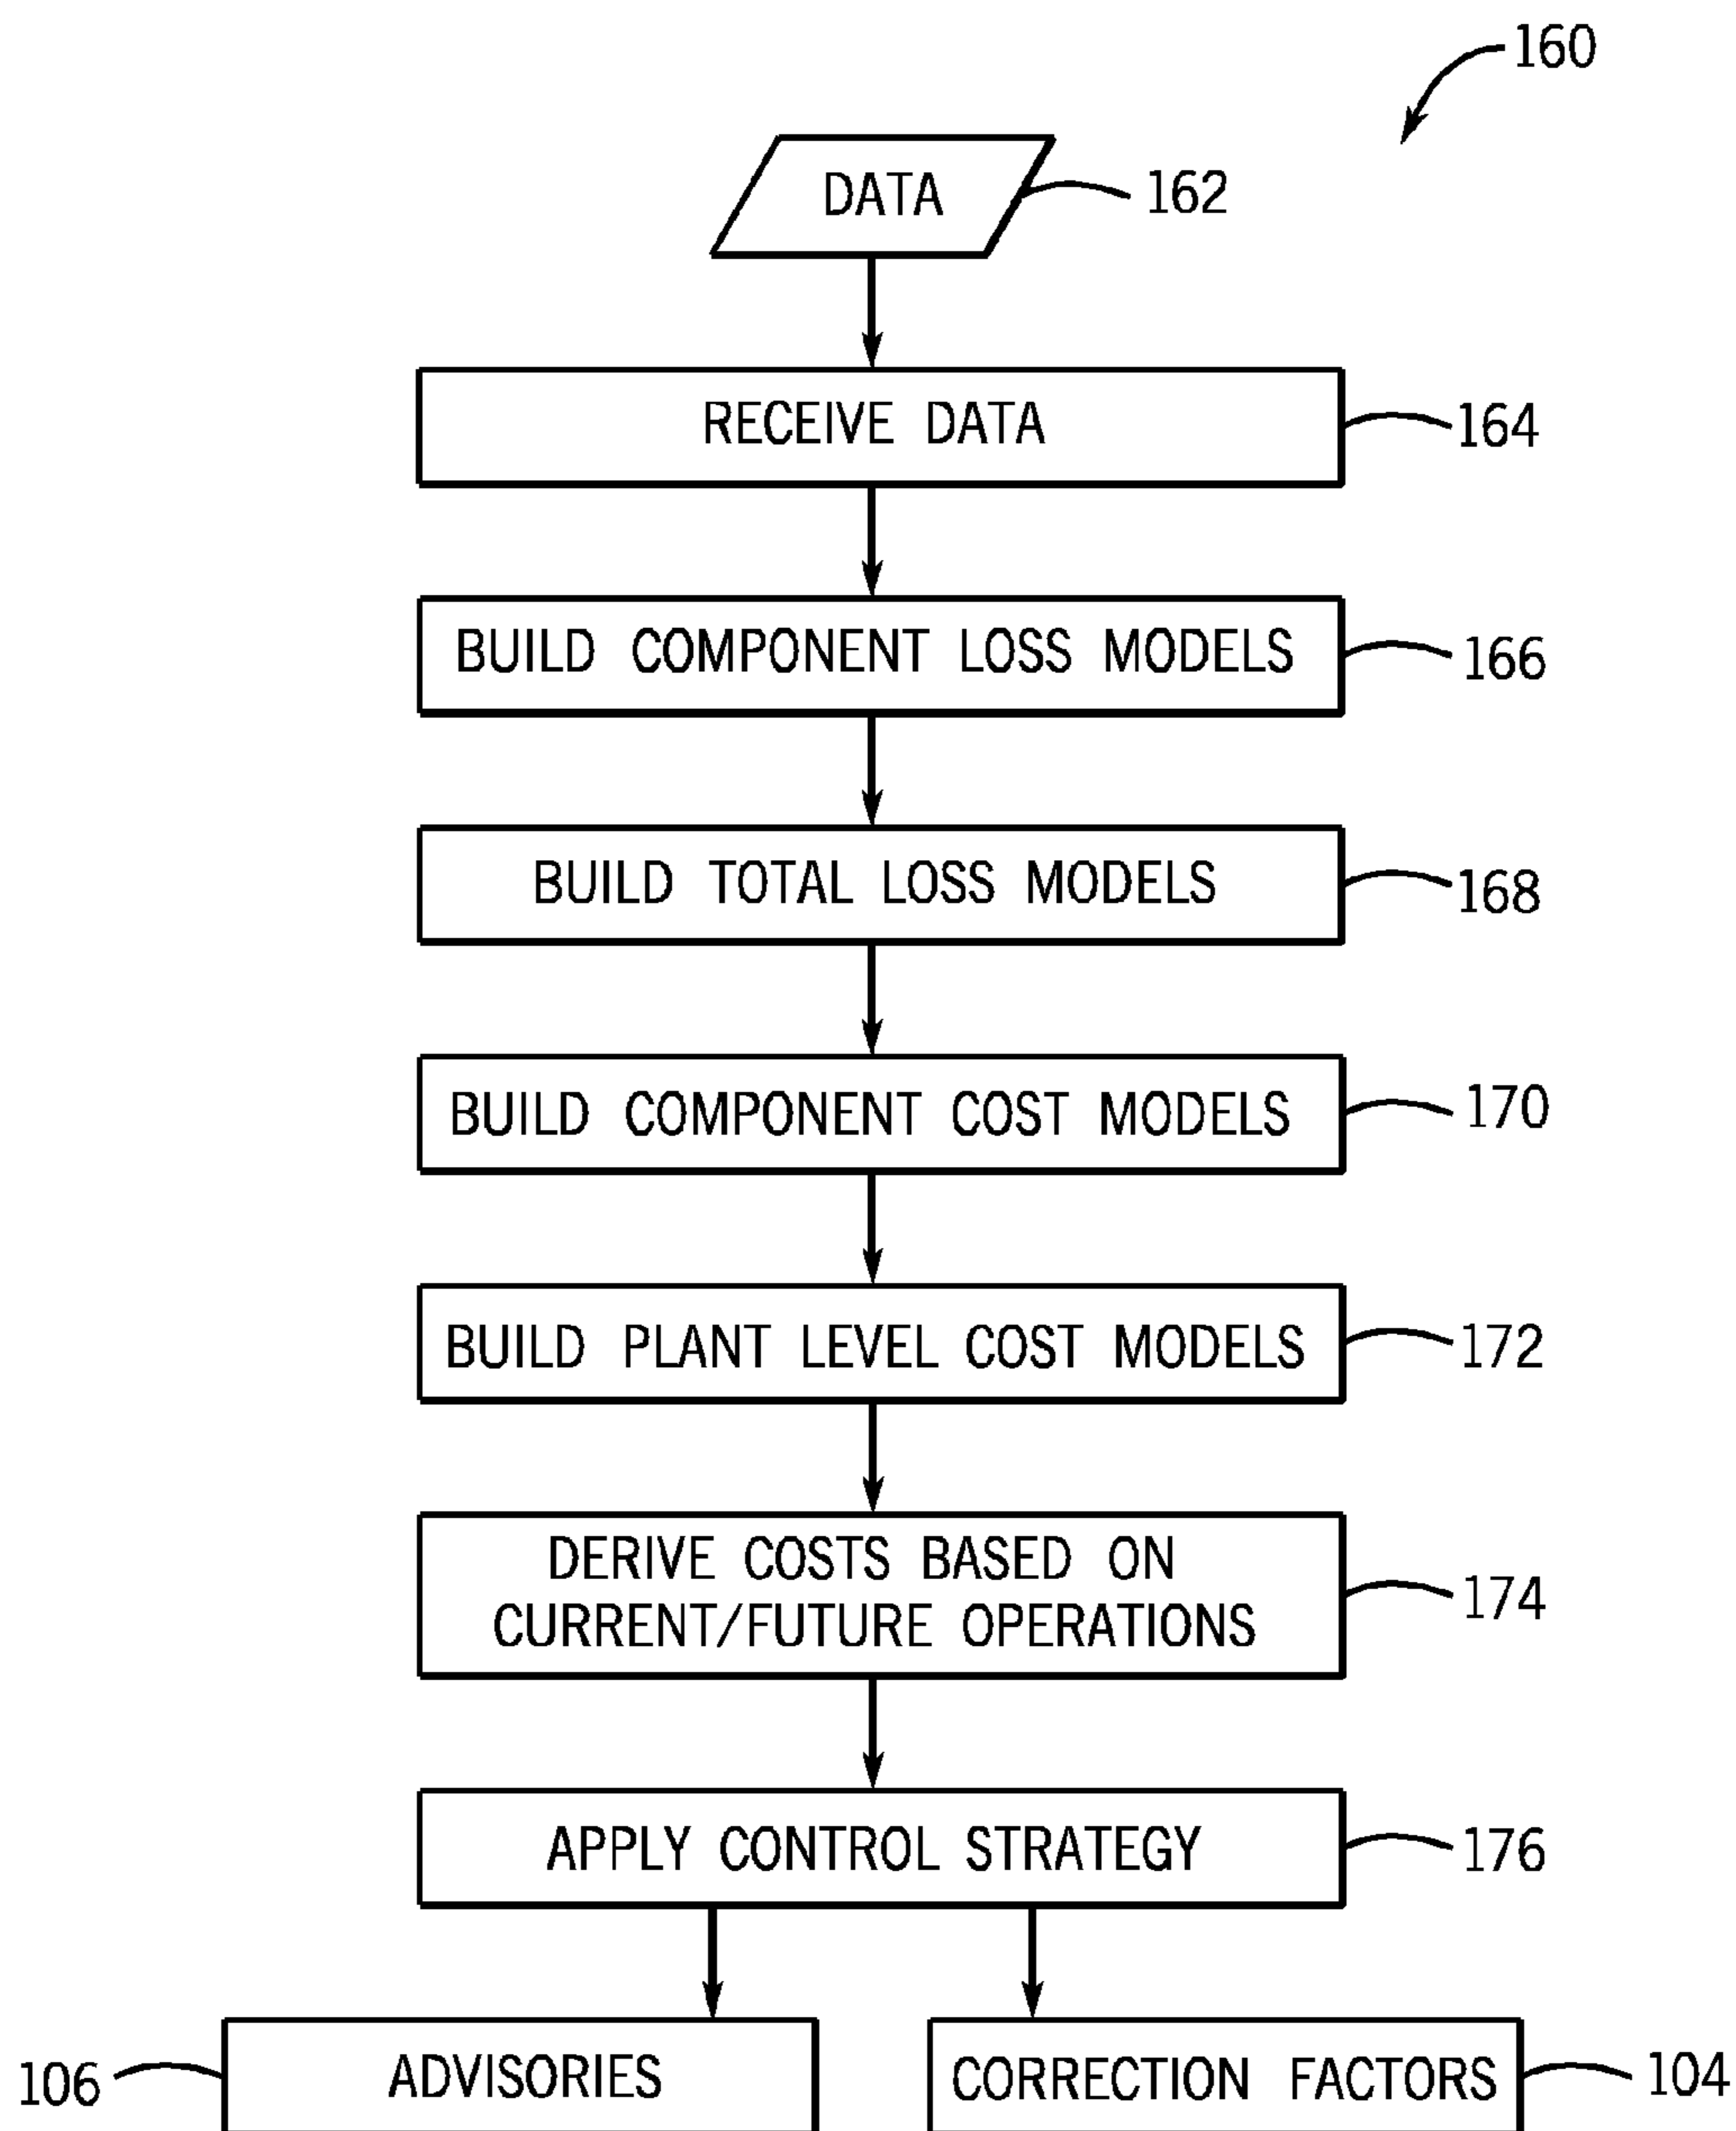 160
DATA
162
RECEIVE DATA
164
BUILD COMPONENT LOSS MODELS
166
BUILD TOTAL LOSS MODELS
168
BUILD COMPONENT COST MODELS
170
BUILD PLANT LEVEL COST MODELS
172
DERIVE COSTS BASED ON
CURRENT/FUTURE OPERATIONS
174
APPLY CONTROL STRATEGY
176
106
ADVISORIES
CORRECTION FACTORS
104